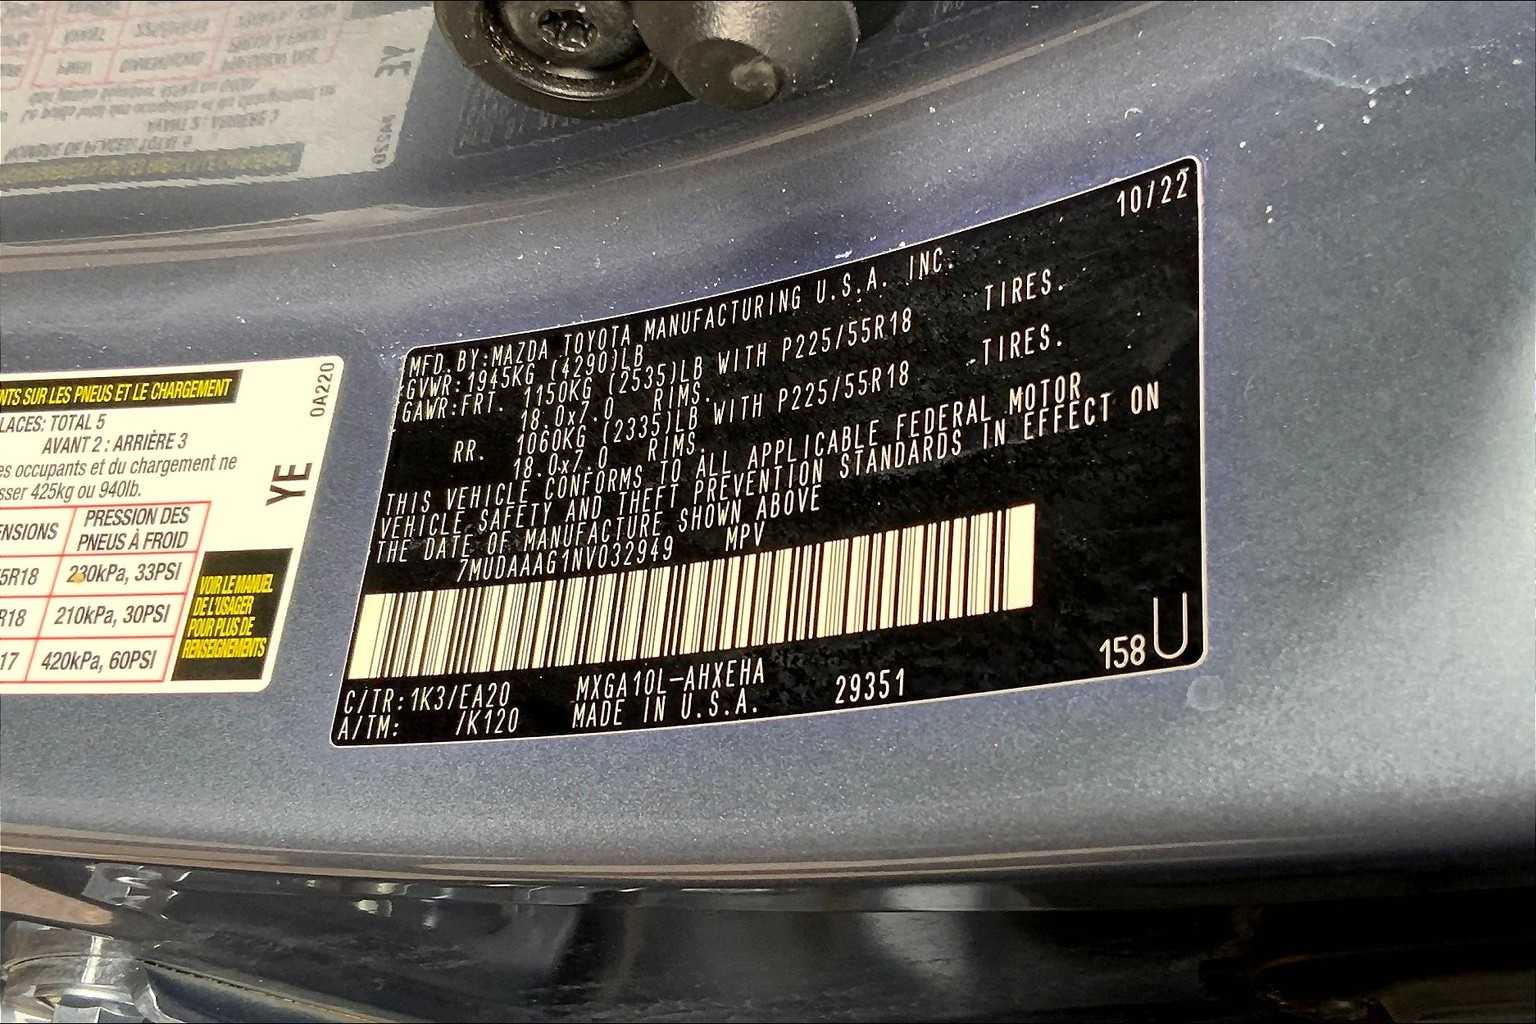 MFD. BY:MAZDA TOYOTA MANUFACTURING U.S.A. INC. 10/22
GVWR:1945KG (4290)LB
GAWR:FRT. 1150KG (2535)LB WITH P225/55R18 TIRES.
18.0x7.0 RIMS.
RR. 1060KG (2335)LB WITH P225/55R18 TIRES.
18.0x7.0 RIMS.
THIS VEHICLE CONFORMS TO ALL APPLICABLE FEDERAL MOTOR
VEHICLE SAFETY AND THEFT PREVENTION STANDARDS IN EFFECT ON
THE DATE OF MANUFACTURE SHOWN ABOVE
7MUDAAAG1NV032949 MPV
C/TR:1K3/EA20 MXGA10L-AHXEHA 29351 158 U
A/TM: /K120 MADE IN U.S.A.
NTS SUR LES PNEUS ET LE CHARGEMENT
LACES: TOTAL 5
AVANT 2 : ARRIÈRE 3
es occupants et du chargement ne
sser 425kg ou 940lb.
ENSIONS PRESSION DES PNEUS À FROID
5R18 230kPa, 33PSI
R18 210kPa, 30PSI
17 420kPa, 60PSI
VOIR LE MANUEL
DE L'USAGER
POUR PLUS DE
RENSEIGNEMENTS
0A220
YE